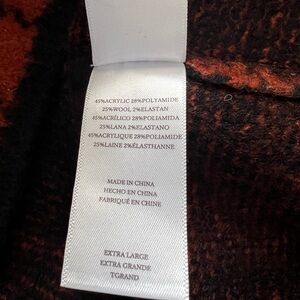 45%ACRYLIC 28%POLYAMIDE
25%WOOL 2%ELASTAN
45%ACRÍLICO 28%POLIAMIDA
25%LANA 2%ELASTANO
45%ACRYLIQUE 28%POLIAMIDE
25%LAINE 2%ÉLASTHANNE
MADE IN CHINA
HECHO EN CHINA
FABRIQUÉ EN CHINE
EXTRA LARGE
EXTRA GRANDE
TGRAND